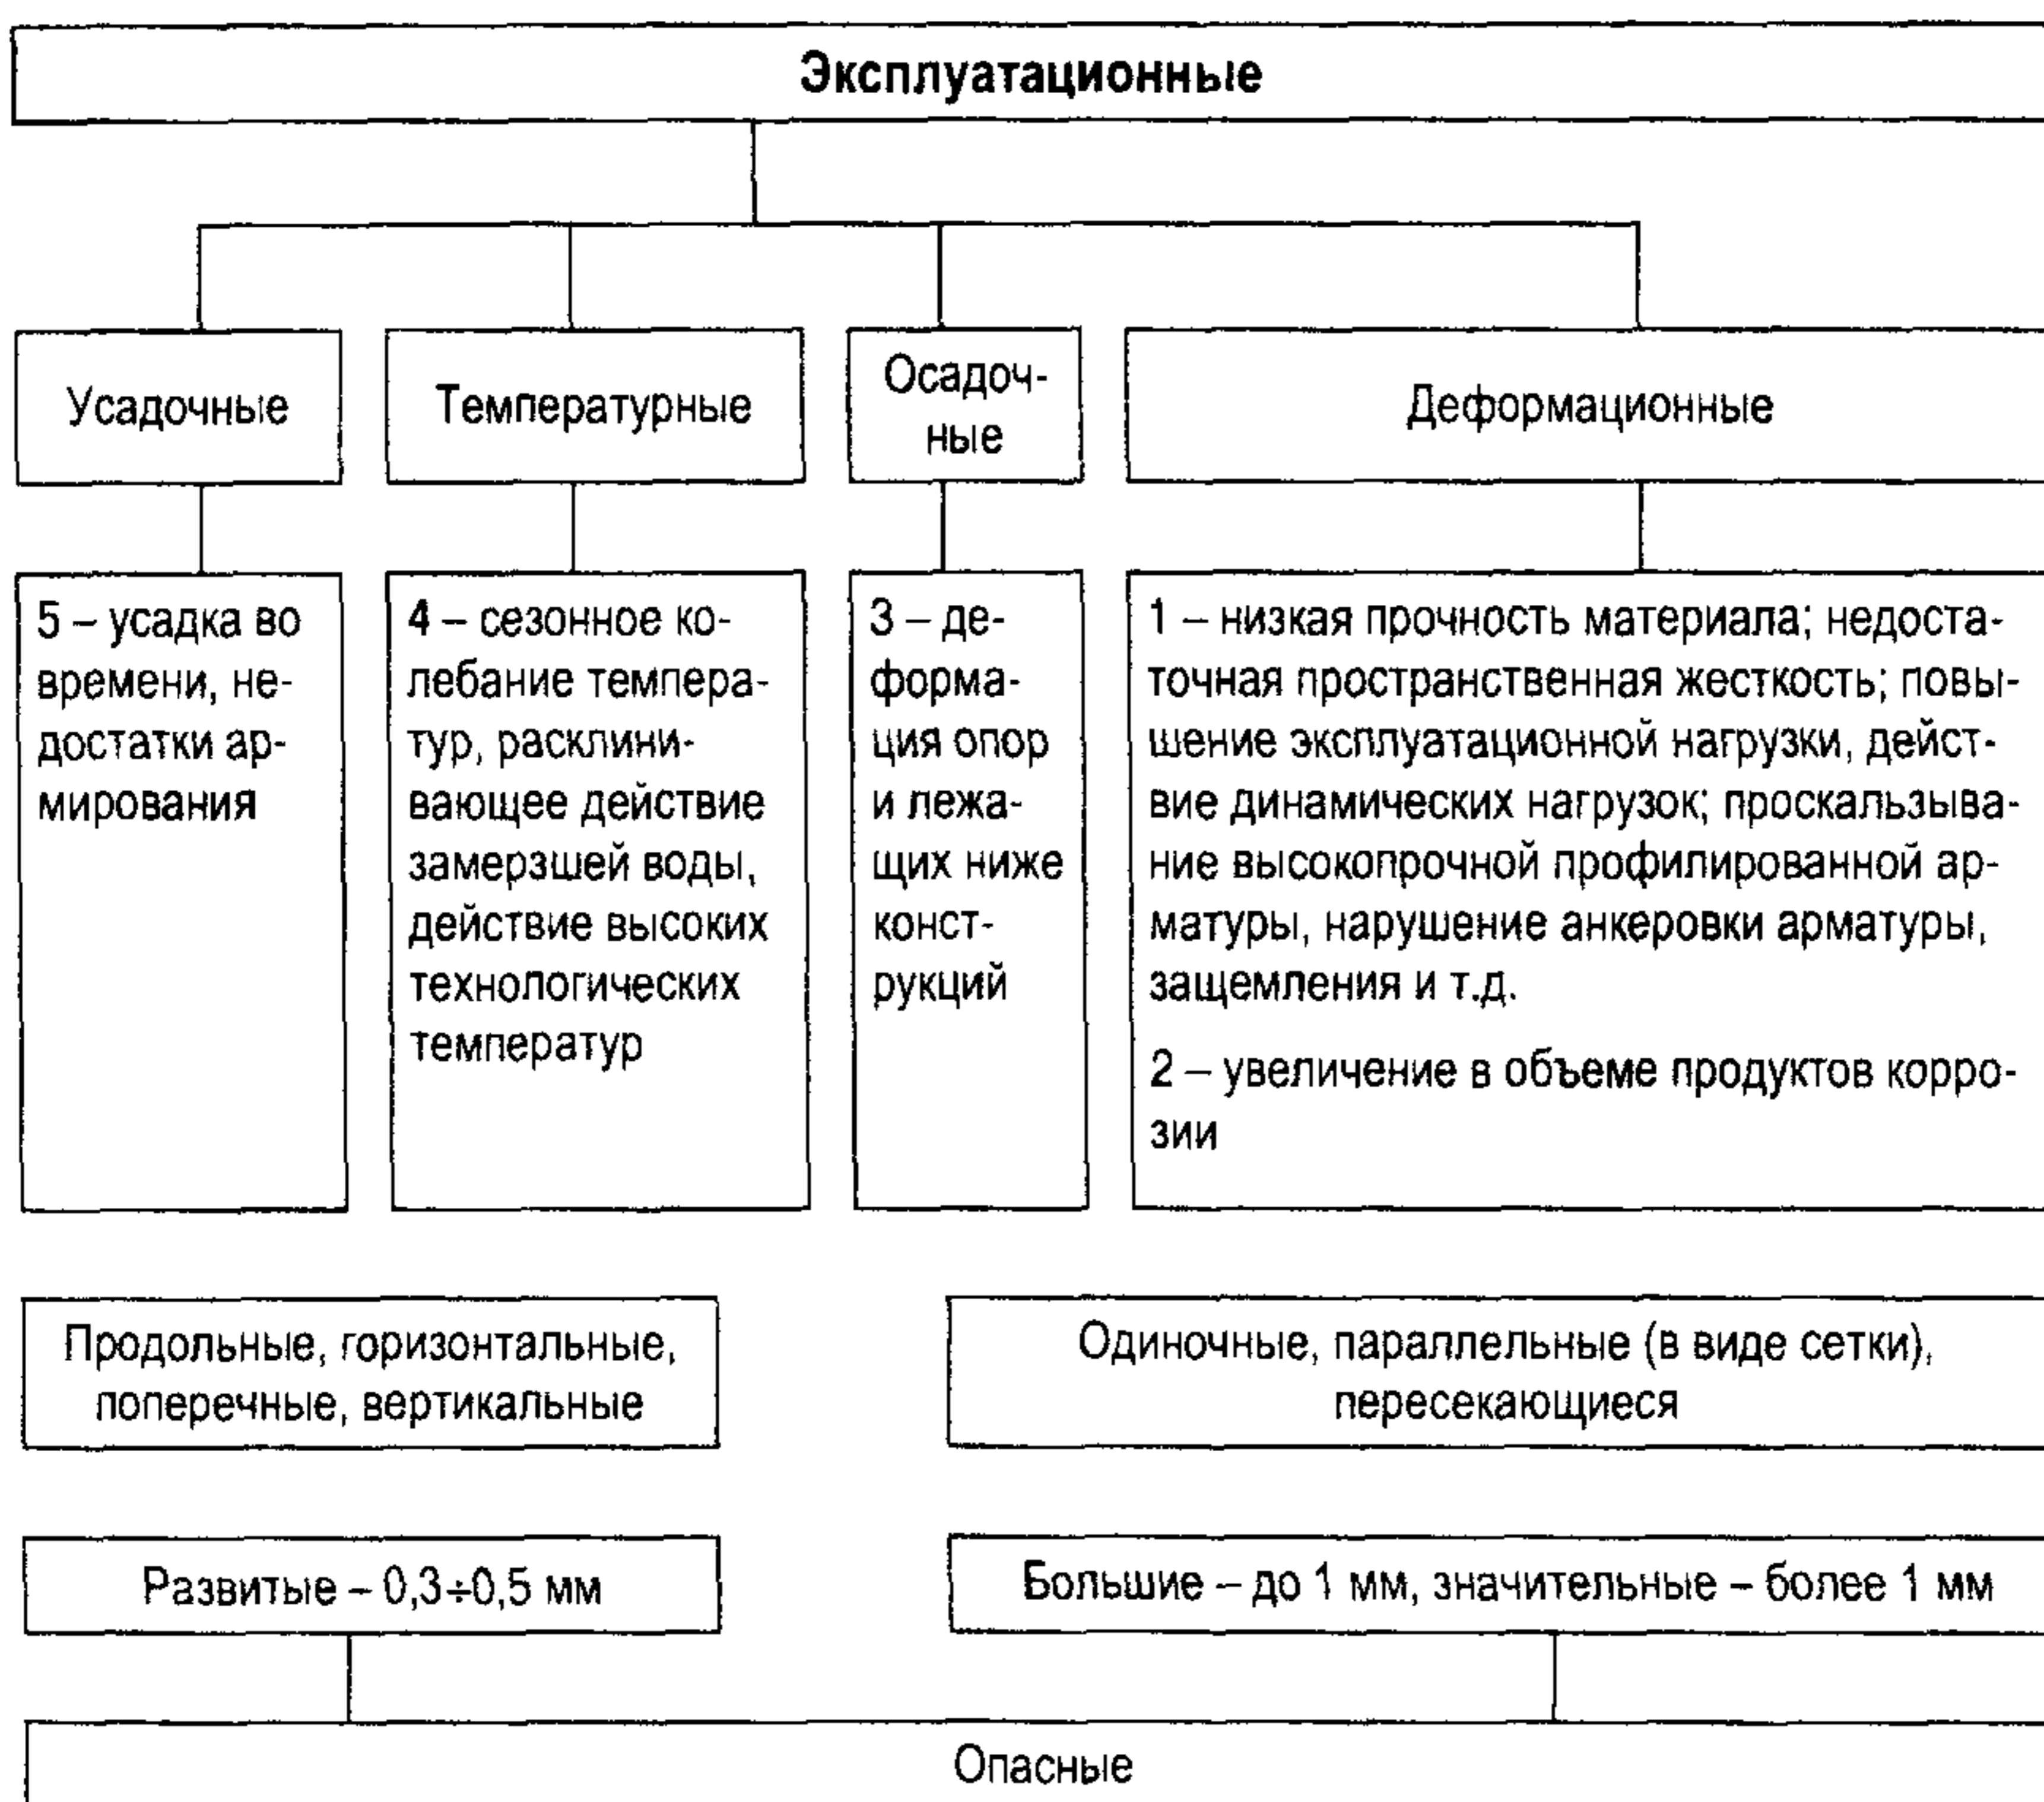 Эксплуатационные
Усадочные
Температурные
Осадоч-
ные
Деформационные
5 – усадка во
времени, не-
достатки ар-
мирования
4 – сезонное ко-
лебание темпера-
тур, расклини-
вающее действие
замерзшей воды,
действие высоких
технологических
температур
3 – де-
форма-
ция опор
и лежа-
щих ниже
конст-
рукций
1 – низкая прочность материала; недоста-
точная пространственная жесткость; повы-
шение эксплуатационной нагрузки, дейст-
вие динамических нагрузок; проскальзыва-
ние высокопрочной профилированной ар-
матуры, нарушение анкеровки арматуры,
защемления и т.д.
2 – увеличение в объеме продуктов корро-
зии
Продольные, горизонтальные,
поперечные, вертикальные
Одиночные, параллельные (в виде сетки),
пересекающиеся
Развитые – 0,3÷0,5 мм
Большие – до 1 мм, значительные – более 1 мм
Опасные